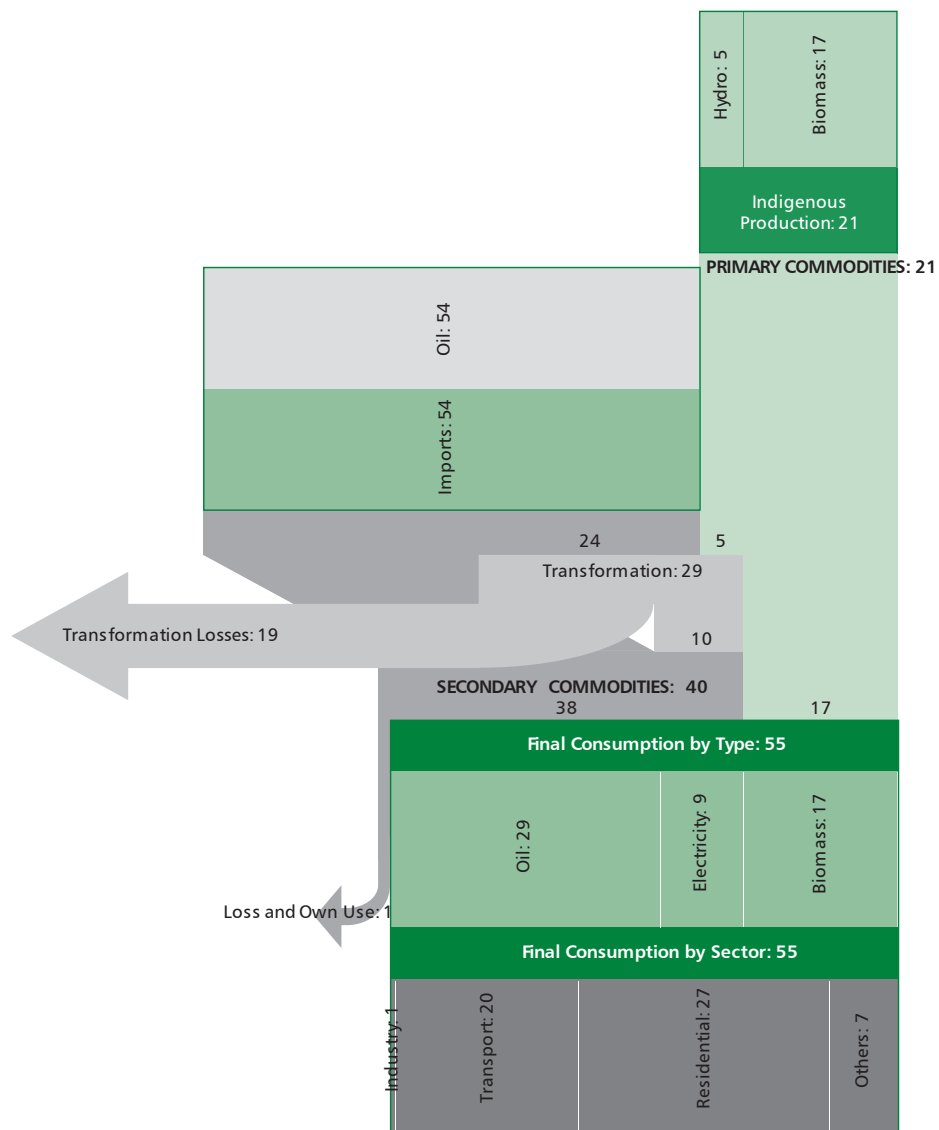 Hydro: 5
Biomass: 17
Indigenous
Production: 21
PRIMARY COMMODITIES: 21
Oil: 54
Imports: 54
24
5
Transformation: 29
Transformation Losses: 19
10
SECONDARY COMMODITIES: 40
38
17
Final Consumption by Type: 55
Oil: 29
Electricity: 9
Biomass: 17
Loss and Own Use: 1
Final Consumption by Sector: 55
Industry: 1
Transport: 20
Residential: 27
Others: 7